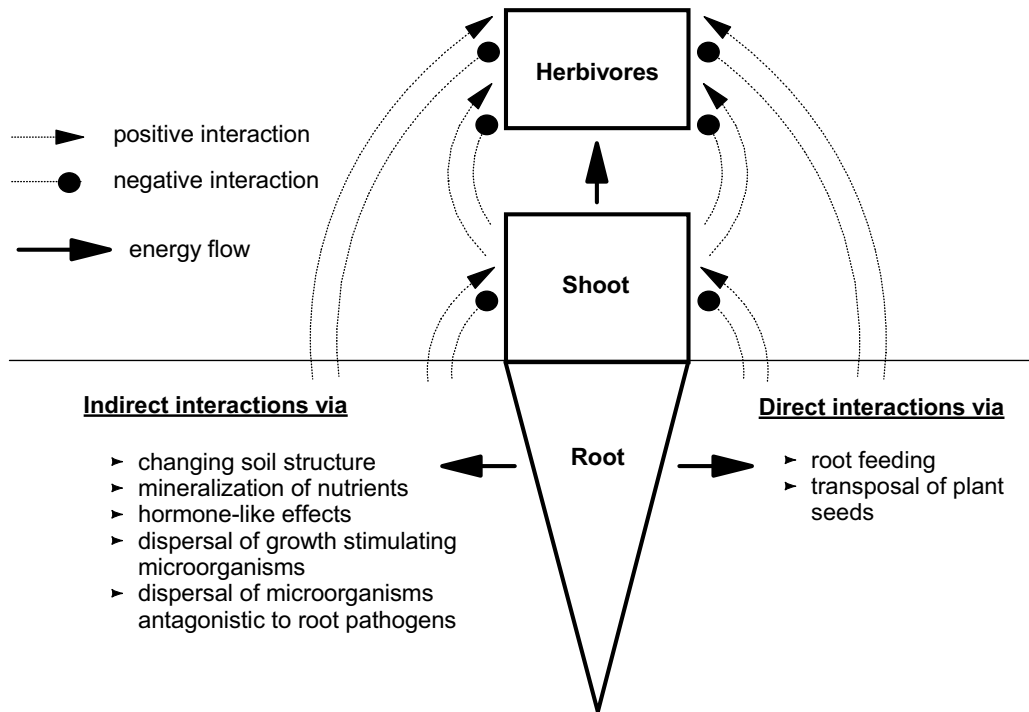 Herbivores
positive interaction
negative interaction
energy flow
Shoot
Indirect interactions via
➢ changing soil structure
➢ mineralization of nutrients
➢ hormone-like effects
➢ dispersal of growth stimulating
microorganisms
➢ dispersal of microorganisms
antagonistic to root pathogens
Root
Direct interactions via
➢ root feeding
➢ transposal of plant
seeds